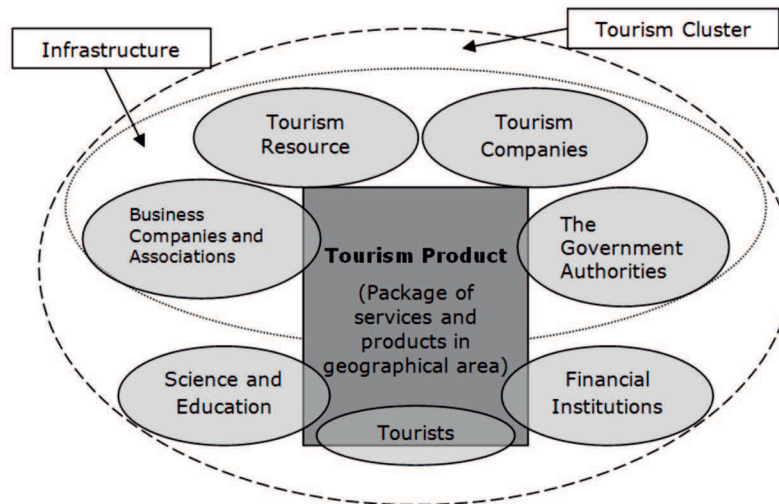 Tourism Cluster
Infrastructure
Tourism
Resource
Tourism
Companies
Business
Companies and
Associations
Tourism Product
(Package of
services and
products in
geographical area)
The
Government
Authorities
Science and
Education
Financial
Institutions
Tourists